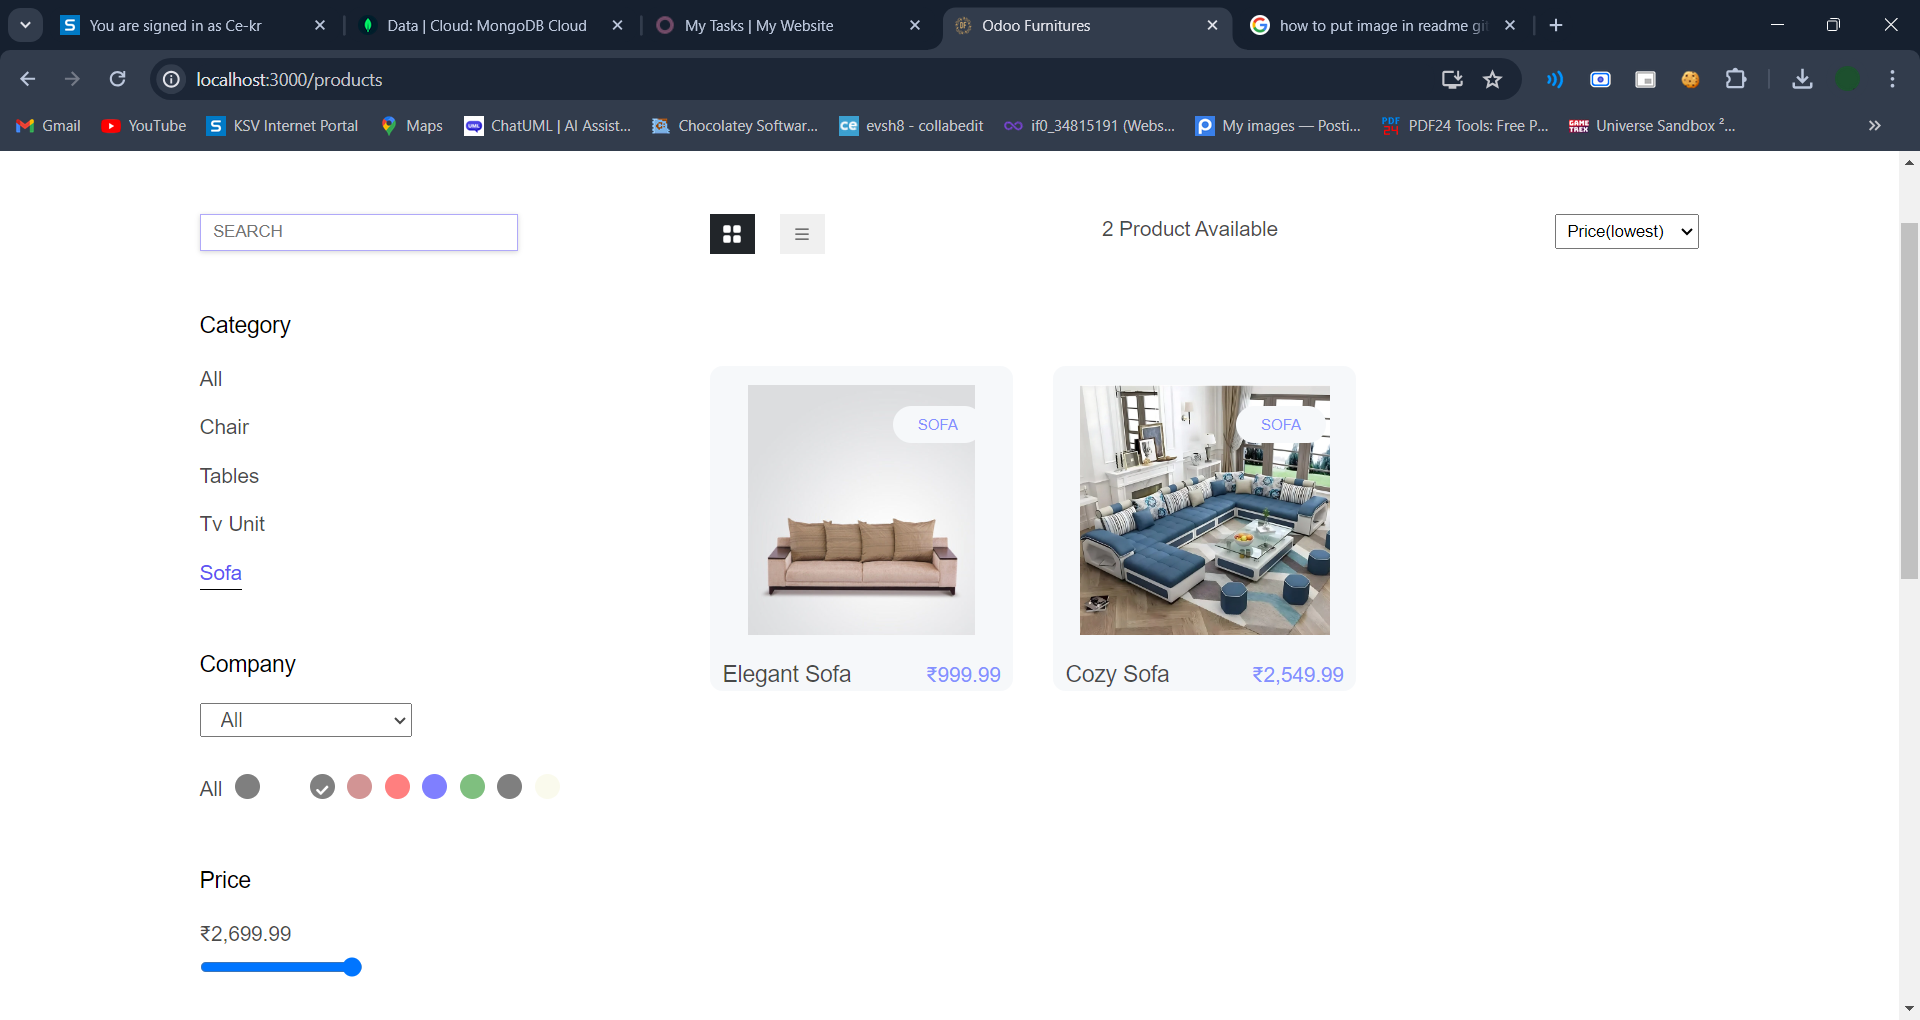 You are signed in as Ce-kr
Data | Cloud: MongoDB Cloud
My Tasks | My Website
Odoo Furnitures
how to put image in readme git
localhost:3000/products
Gmail
YouTube
S KSV Internet Portal
Maps
ChatUML | AI Assist...
Chocolatey Softwar...
ce evsh8 - collabedit
if0_34815191 (Webs...
My images — Posti...
PDF24 Tools: Free P...
GAME TREK Universe Sandbox ²...
SEARCH
2 Product Available
Price(lowest)
Category
All
Chair
Tables
Tv Unit
Sofa
SOFA
SOFA
Elegant Sofa ₹999.99
Cozy Sofa ₹2,549.99
Company
All
All
Price
₹2,699.99